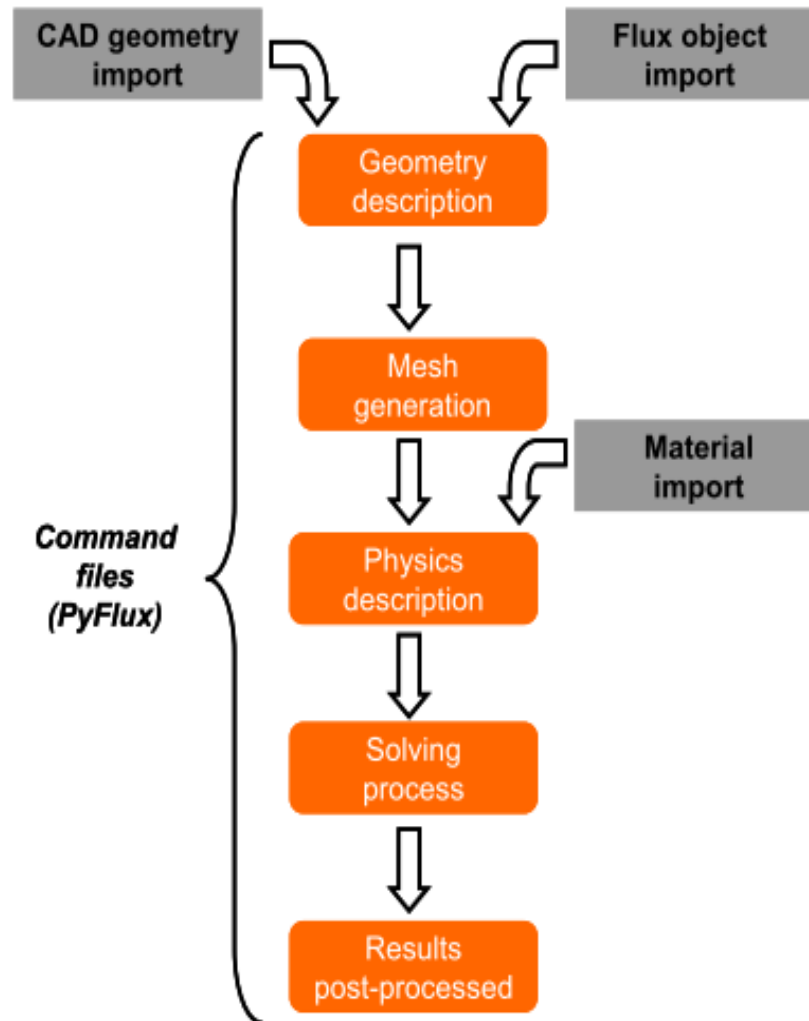 CAD geometry
import
Flux object
import
Geometry
description
Mesh
generation
Material
import
Command
files
(PyFlux)
Physics
description
Solving
process
Results
post-processed